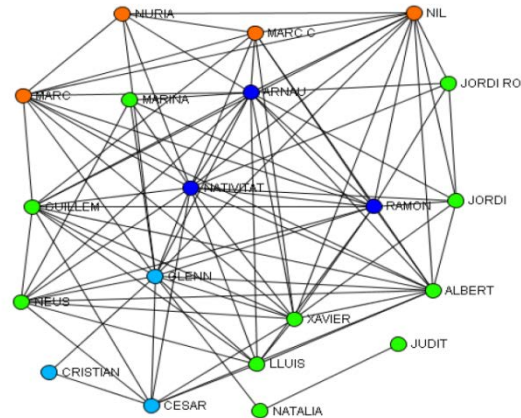 NURIA
NIL
MARC C
JORDI RO
ARNAU
MARC
MARINA
NATIVITAT
JORDI
RAMON
GUILLEM
GLENN
ALBERT
NEUS
XAVIER
JUDIT
LLUIS
CRISTIAN
CESAR
NATALIA